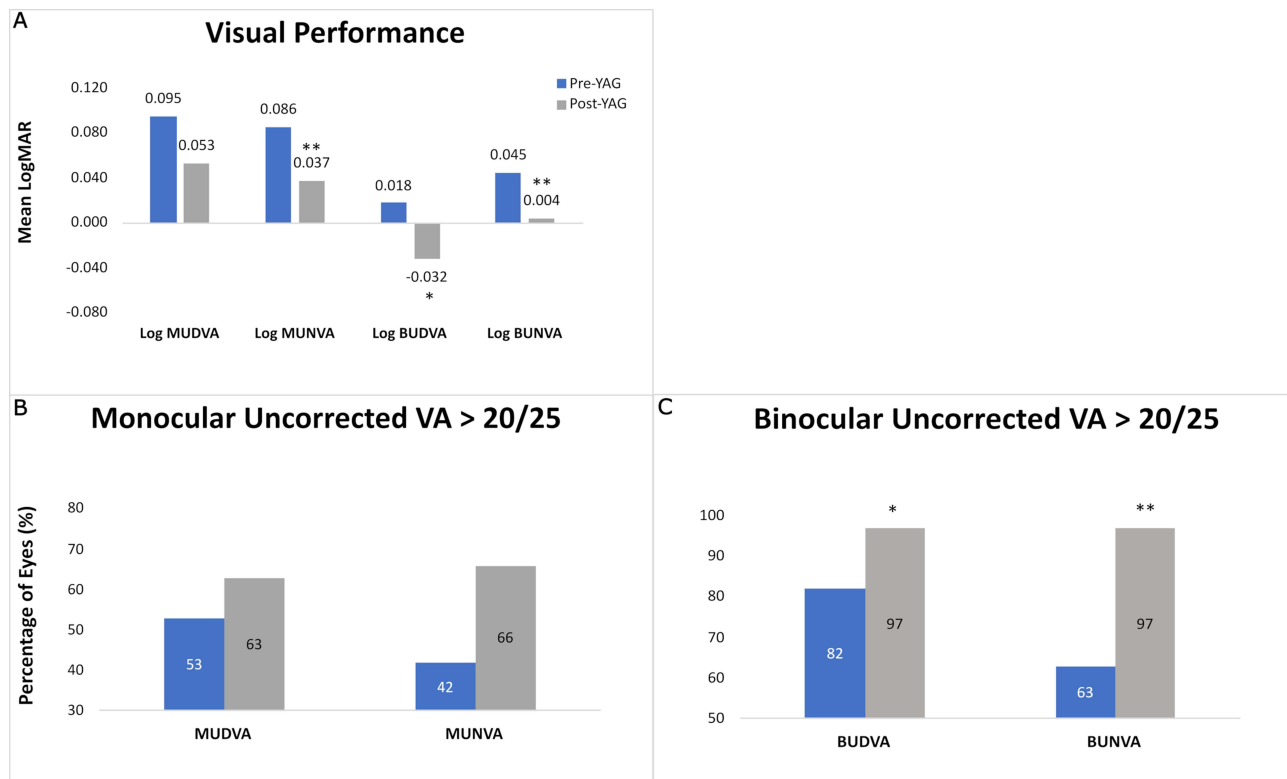 A
Visual Performance
Pre-YAG
Post-YAG
Mean LogMAR
0.120
0.080
0.040
0.000
-0.040
-0.080
0.095
0.053
0.086
**
0.037
0.018
-0.032
*
0.045
**
0.004
Log MUDVA
Log MUNVA
Log BUDVA
Log BUNVA
B
Monocular Uncorrected VA > 20/25
Percentage of Eyes (%)
80
70
60
50
40
30
53
63
42
66
MUDVA
MUNVA
C
Binocular Uncorrected VA > 20/25
100
90
80
70
60
50
*
**
82
97
63
97
BUDVA
BUNVA